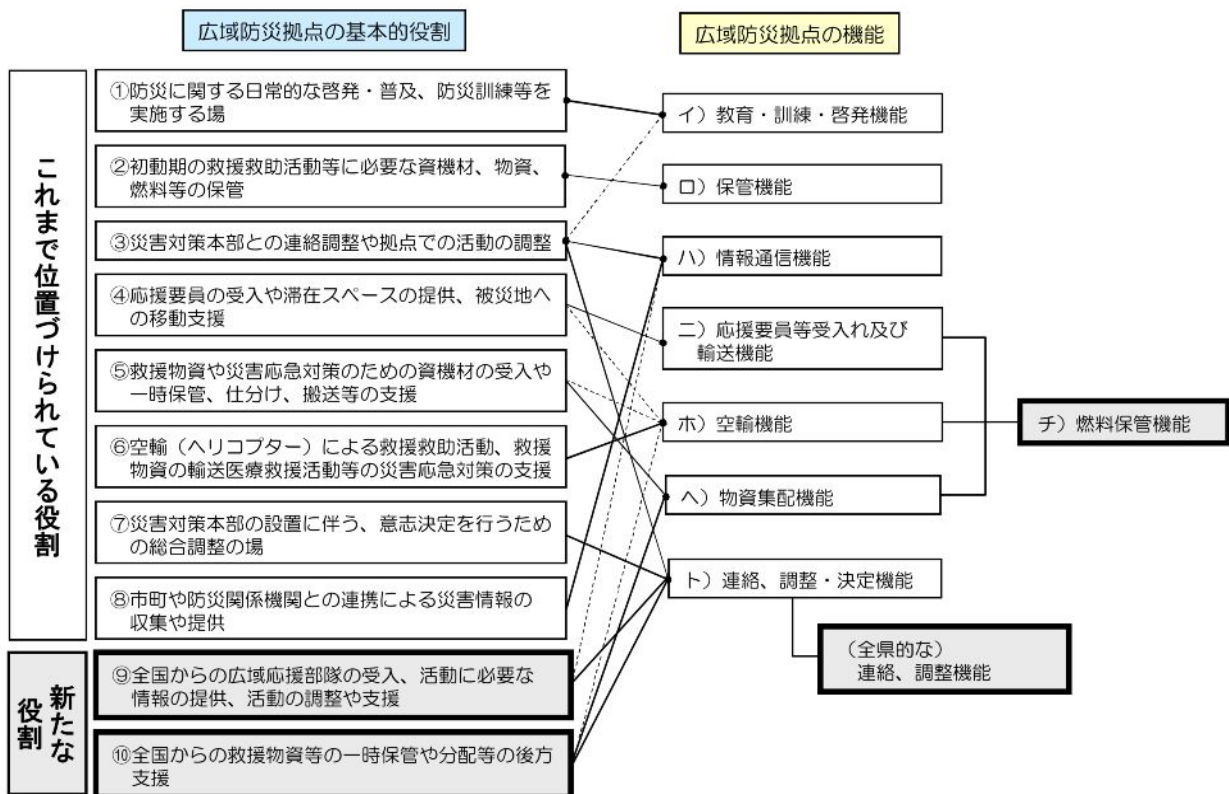 広域防災拠点の基本的役割
広域防災拠点の機能
これまで位置づけられている役割
①防災に関する日常的な啓発・普及、防災訓練等を
実施する場
②初動期の救援救助活動等に必要な資機材、物資、
燃料等の保管
③災害対策本部との連絡調整や拠点での活動の調整
④応援要員の受入や滞在スペースの提供、被災地へ
の移動支援
⑤救援物資や災害応急対策のための資機材の受入や
一時保管、仕分け、搬送等の支援
⑥空輸（ヘリコプター）による救援救助活動、救援
物資の輸送医療救援活動等の災害応急対策の支援
⑦災害対策本部の設置に伴う、意志決定を行うため
の総合調整の場
⑧市町や防災関係機関との連携による災害情報の
収集や提供
新たな
役割
⑨全国からの広域応援部隊の受入、活動に必要な
情報の提供、活動の調整や支援
⑩全国からの救援物資等の一時保管や分配等の後方
支援
イ）教育・訓練・啓発機能
ロ）保管機能
ハ）情報通信機能
ニ）応援要員等受入れ及び
輸送機能
ホ）空輸機能
ヘ）物資集配機能
ト）連絡、調整・決定機能
チ）燃料保管機能
（全県的な）
連絡、調整機能